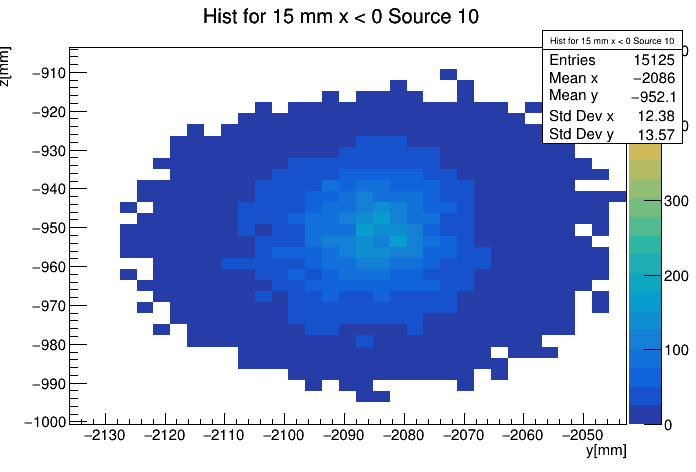 Hist for 15 mm x < 0 Source 10
Hist for 15 mm x < 0 Source 10
Entries 15125
Mean x −2086
Mean y −952.1
Std Dev x 12.38
Std Dev y 13.57
z[mm]
−910
−920
−930
−940
−950
−960
−970
−980
−990
−1000
−2130 −2120 −2110 −2100 −2090 −2080 −2070 −2060 −2050
y[mm]
300
200
100
0